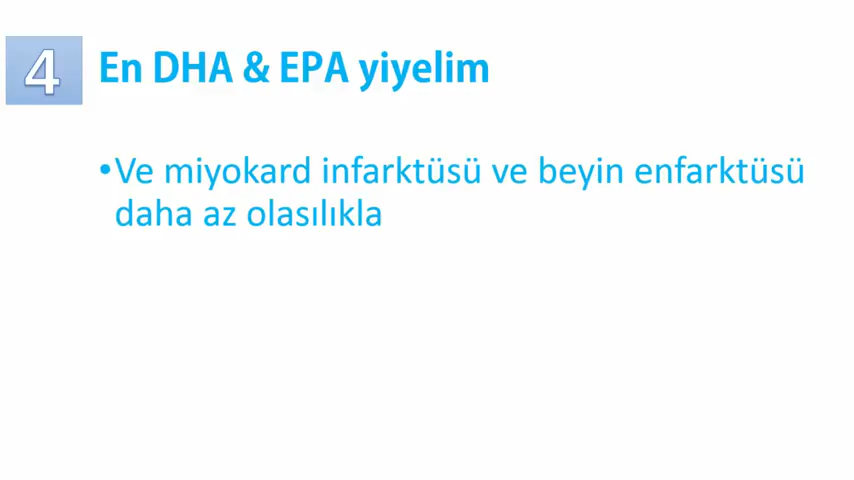 4 En DHA & EPA yiyelim
•Ve miyokard infarktüsü ve beyin enfarktüsü
daha az olasılıkla